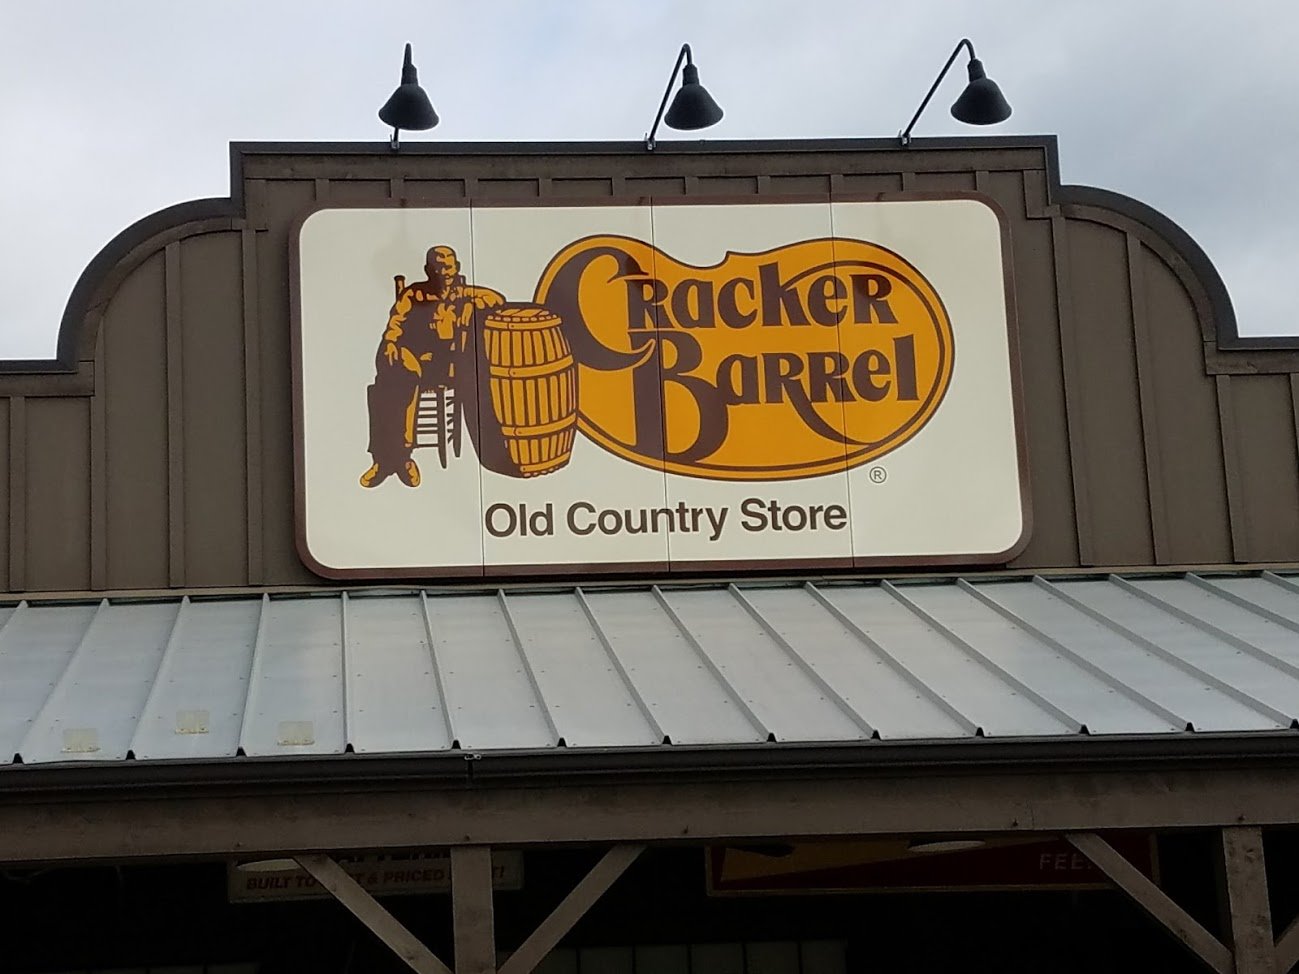 Cracker
Barrel
®
Old Country Store
BUILT TO & PRICED